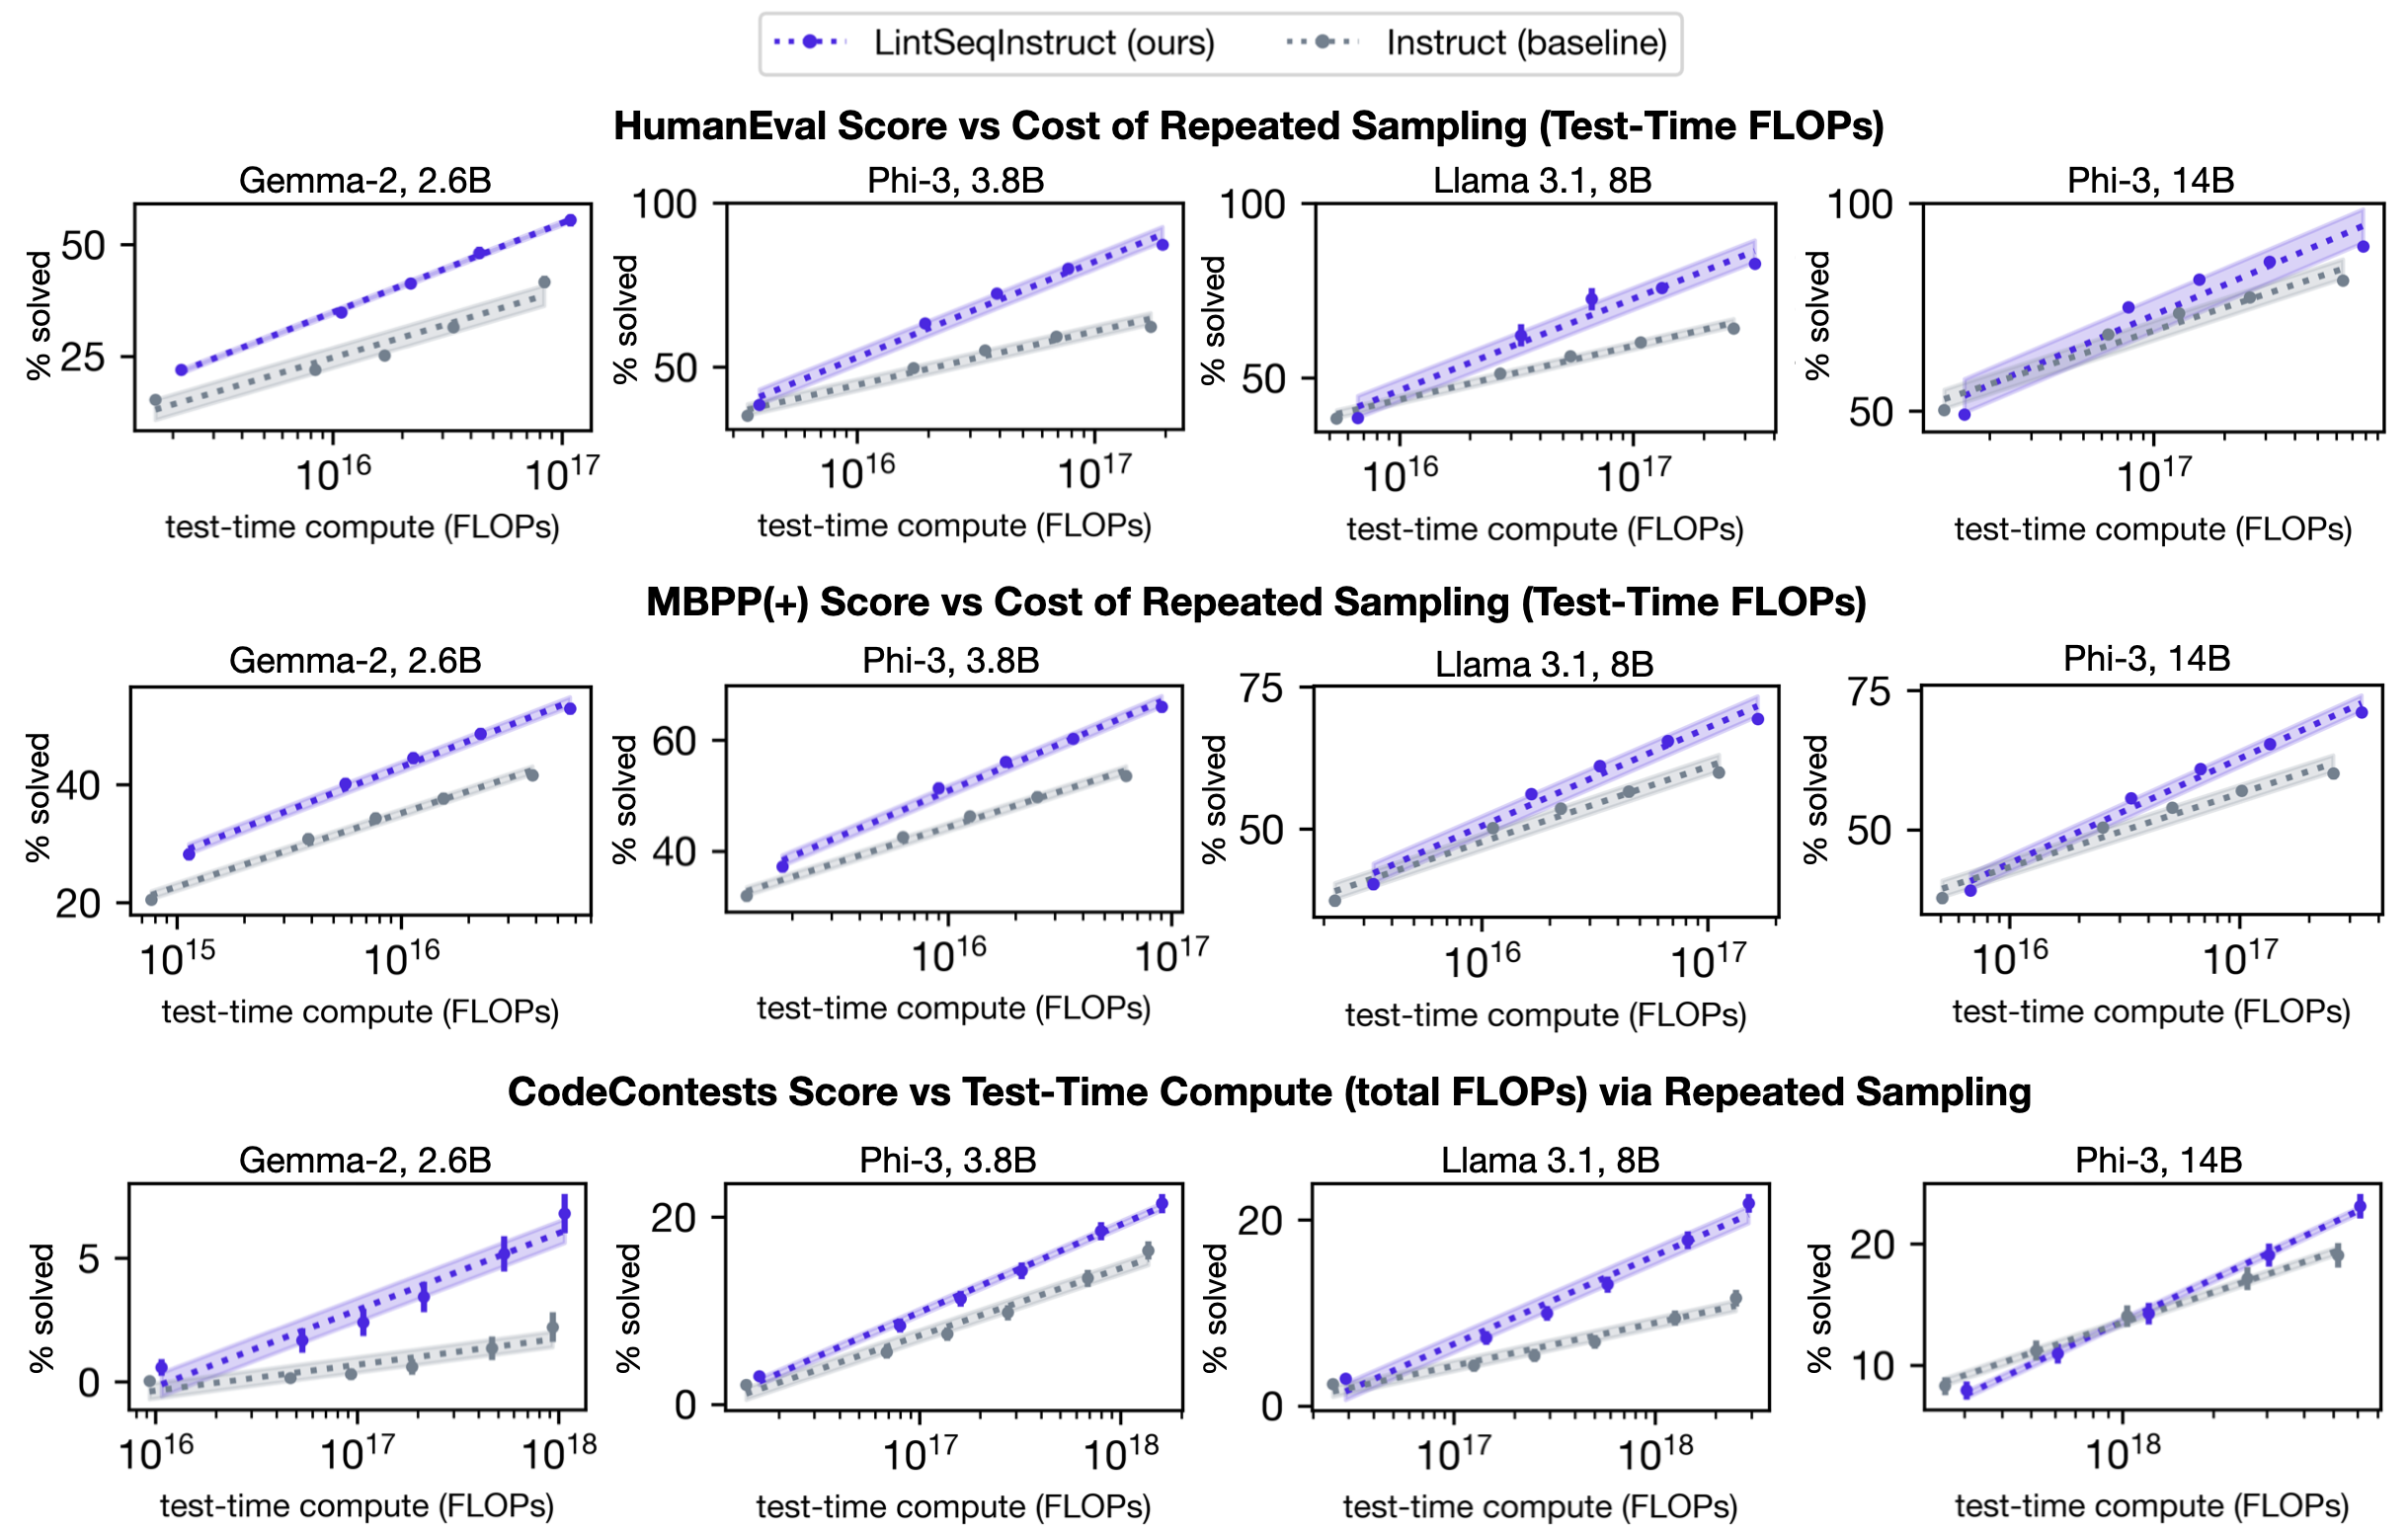 LintSeqInstruct (ours) Instruct (baseline)
HumanEval Score vs Cost of Repeated Sampling (Test-Time FLOPs)
Gemma-2, 2.6B
% solved
50
25
10^16 10^17
test-time compute (FLOPs)
Phi-3, 3.8B
% solved
100
50
10^16 10^17
test-time compute (FLOPs)
Llama 3.1, 8B
% solved
100
50
10^16 10^17
test-time compute (FLOPs)
Phi-3, 14B
% solved
100
50
10^17
test-time compute (FLOPs)
MBPP(+) Score vs Cost of Repeated Sampling (Test-Time FLOPs)
Gemma-2, 2.6B
% solved
40
20
10^15 10^16
test-time compute (FLOPs)
Phi-3, 3.8B
% solved
60
40
10^16 10^17
test-time compute (FLOPs)
Llama 3.1, 8B
% solved
75
50
10^16 10^17
test-time compute (FLOPs)
Phi-3, 14B
% solved
75
50
10^16 10^17
test-time compute (FLOPs)
CodeContests Score vs Test-Time Compute (total FLOPs) via Repeated Sampling
Gemma-2, 2.6B
% solved
5
0
10^16 10^17 10^18
test-time compute (FLOPs)
Phi-3, 3.8B
% solved
20
10
0
10^17 10^18
test-time compute (FLOPs)
Llama 3.1, 8B
% solved
20
0
10^17 10^18
test-time compute (FLOPs)
Phi-3, 14B
% solved
20
10
10^18
test-time compute (FLOPs)